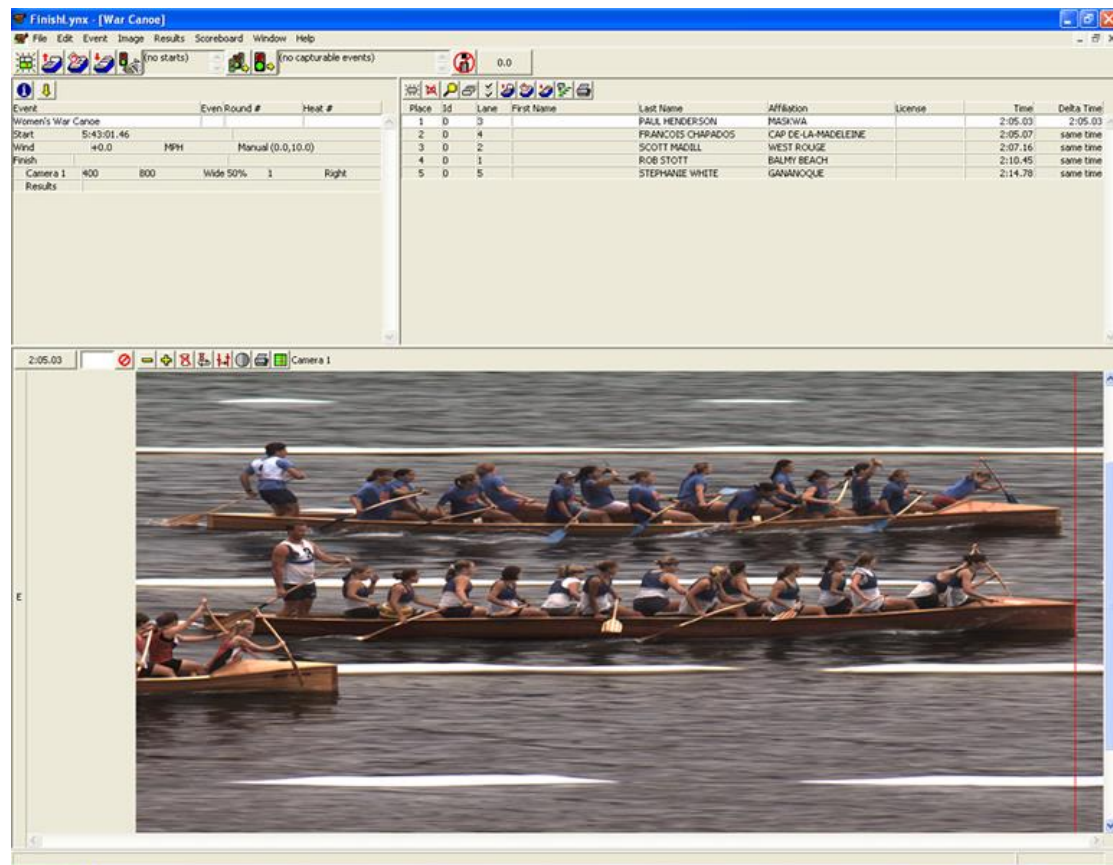 FinishLynx - [War Canoe]
File Edit Event Image Results Scoreboard Window Help
(no starts) (no capturable events) 0.0
Event Even Round # Heat #
Women's War Canoe
Start 5:43:01.46
Wind +0.0 MPH Manual (0.0,10.0)
Finish
Camera 1 400 800 Wide 50% 1 Right
Results
Place Id Lane First Name Last Name Affiliation License Time Delta Time
1 0 3 PAUL HENDERSON MASKWA 2:05.03 2:05.03
2 0 4 FRANCOIS CHAPADOS CAP DE-LA-MADELEINE 2:05.07 same time
3 0 2 SCOTT MADILL WEST ROUGE 2:07.16 same time
4 0 1 ROB STOTT BALMY BEACH 2:10.45 same time
5 0 5 STEPHANIE WHITE GANANOQUE 2:14.78 same time
2:05.03 Camera 1
E